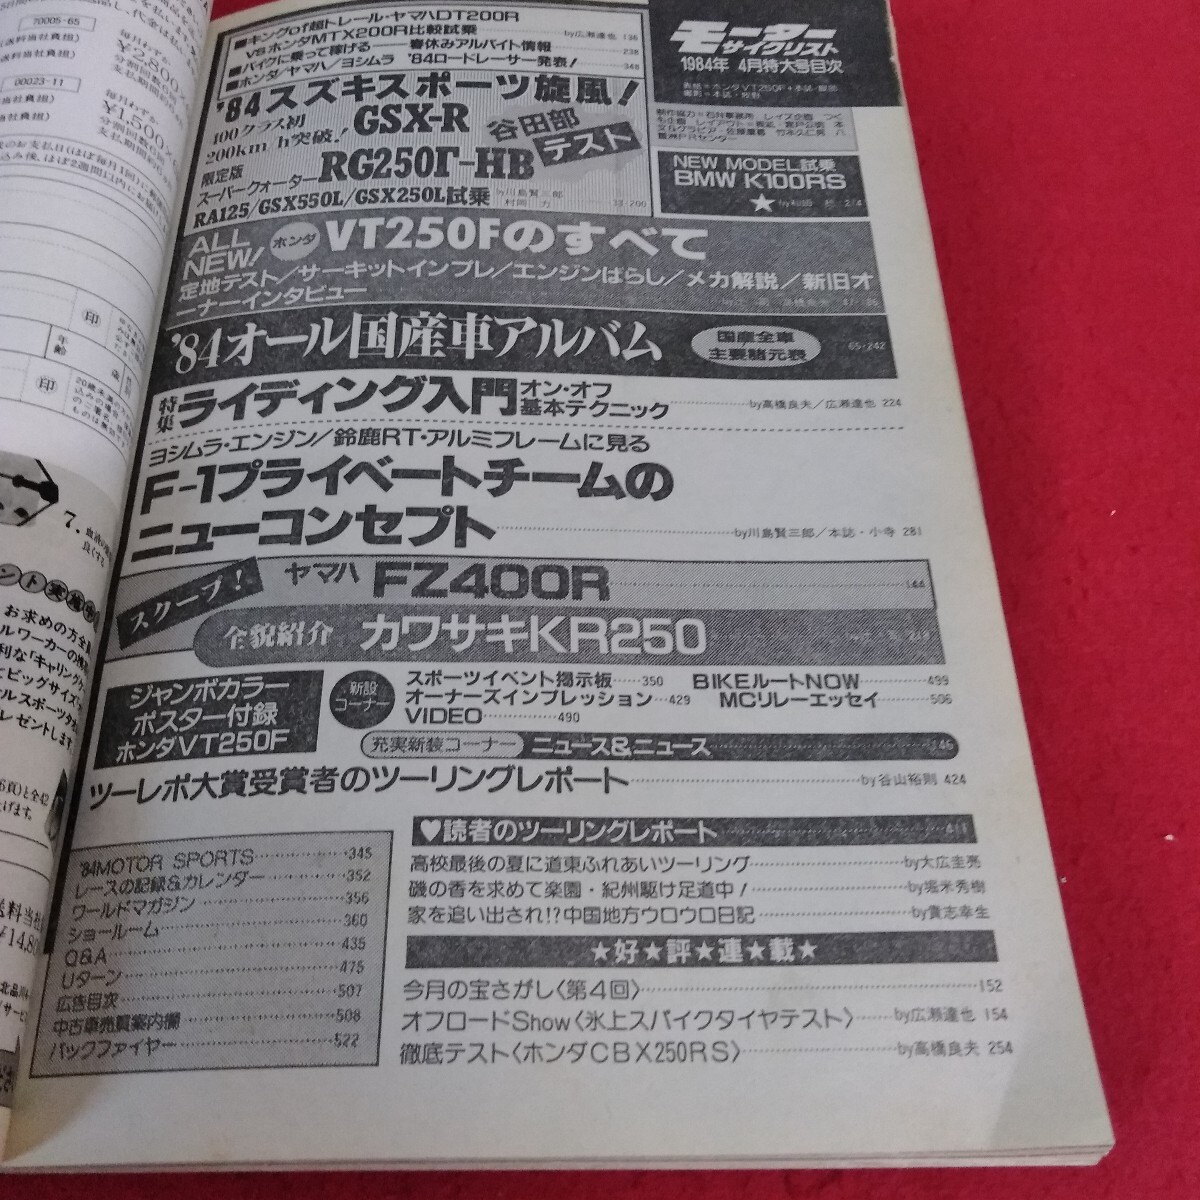 モーターサイクリスト
1984年 4月特大号目次
■キングof超トレール・ヤマハDT200R
VSホンダMTX200R比較試乗 by広瀬達也 136
■バイクに乗って稼げる——春休みアルバイト情報 238
■ホンダ/ヤマハ/ヨシムラ '84ロードレーサー発表! 348
'84スズキスポーツ旋風!
400クラス初
200km/h突破!
GSX-R
谷田部
テスト
限定版
スーパークォーター
RG250Γ-HB
RA125/GSX550L/GSX250L試乗
by川島賢三郎
NEW MODEL試乗
BMW K100RS
★
ALL
NEW!
ホンダ
VT250Fのすべて
定地テスト/サーキットインプレ/エンジンばらし/メカ解説/新旧オ
ーナーインタビュー
'84オール国産車アルバム
国産全車
主要諸元表
65・242
特集
ライディング入門
オン・オフ
基本テクニック
by高橋良夫/広瀬達也 224
ヨシムラ・エンジン/鈴鹿RT・アルミフレームに見る
F-1プライベートチームの
ニューコンセプト
by川島賢三郎/本誌・小寺 281
スクープ!
ヤマハ FZ400R 144
全貌紹介 カワサキKR250
ジャンボカラー
ポスター付録
ホンダVT250F
新設
コーナー
スポーツイベント掲示板 350
オーナーズインプレッション 429
VIDEO 490
BIKEルートNOW 499
MCリレーエッセイ 506
充実新装コーナー ニュース&ニュース 146
ツーレポ大賞受賞者のツーリングレポート by谷山裕則 424
'84MOTOR SPORTS 345
レースの記録&カレンダー 352
ワールドマガジン 356
ショールーム 360
Q&A 435
Uターン 475
広告目次 507
中古車売買案内欄 508
バックファイヤー 522
♥読者のツーリングレポート 411
高校最後の夏に道東ふれあいツーリング by大広圭亮
磯の香を求めて楽園・紀州駆け足道中! by堀米秀樹
家を追い出され!?中国地方ウロウロ日記 by貴志幸生
★好★評★連★載★
今月の宝さがし〈第4回〉 152
オフロードShow〈氷上スパイクタイヤテスト〉 by広瀬達也 154
徹底テスト〈ホンダCBX250RS〉 by高橋良夫 254
70005-65
¥2,800
00023-11
¥1,500
印
年齢
歳
印
7.
お求めの方全員